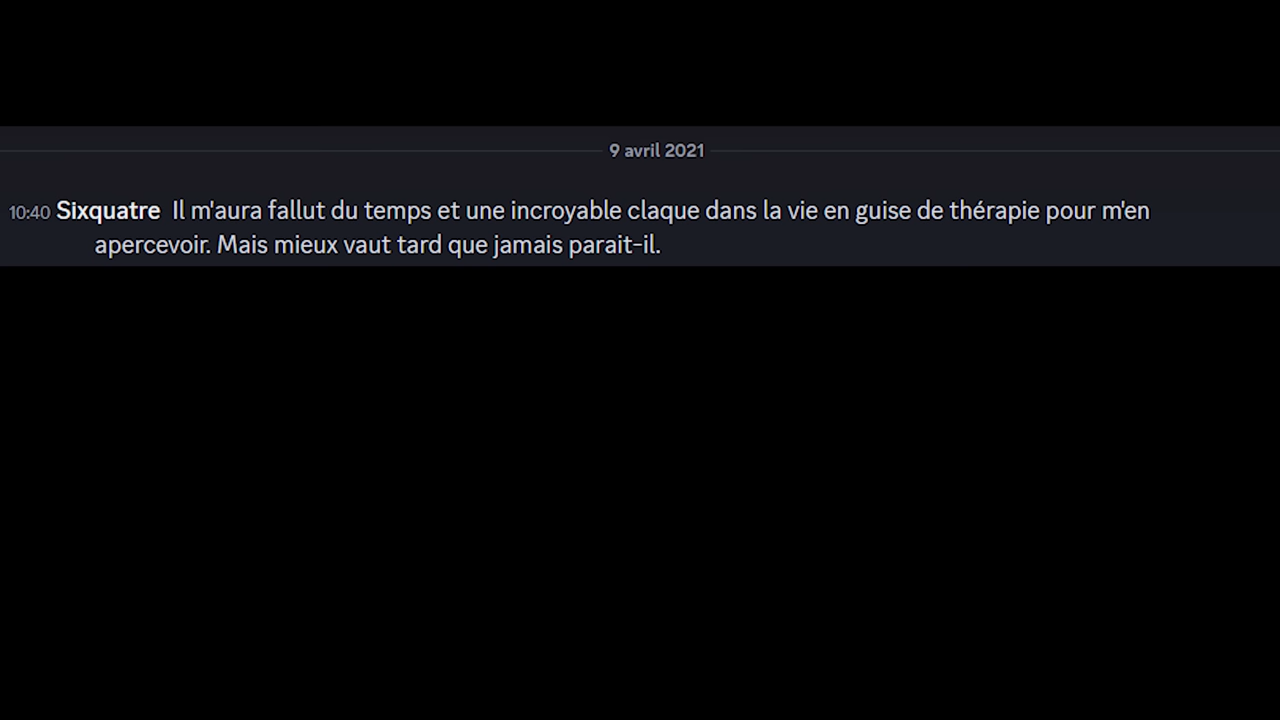 9 avril 2021
10:40 Sixquatre Il m'aura fallut du temps et une incroyable claque dans la vie en guise de thérapie pour m'en
apercevoir. Mais mieux vaut tard que jamais parait-il.